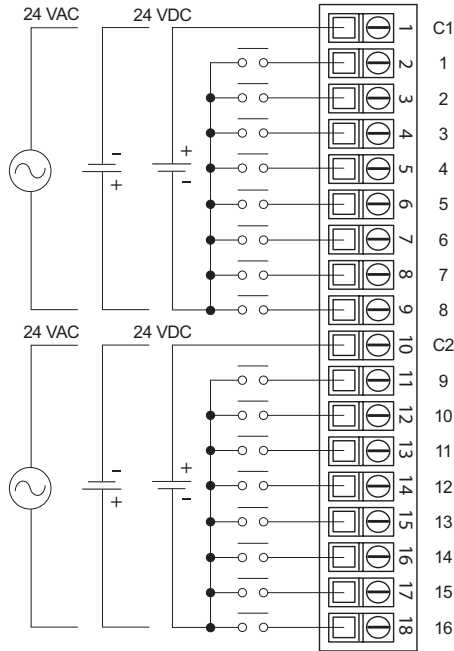 24 VAC 24 VDC
1 C1
2 1
- + 3 2
4 3
+ - 5 4
6 5
7 6
8 7
9 8
24 VAC 24 VDC 10 C2
11 9
12 10
13 11
- + 14 12
+ - 15 13
16 14
17 15
18 16